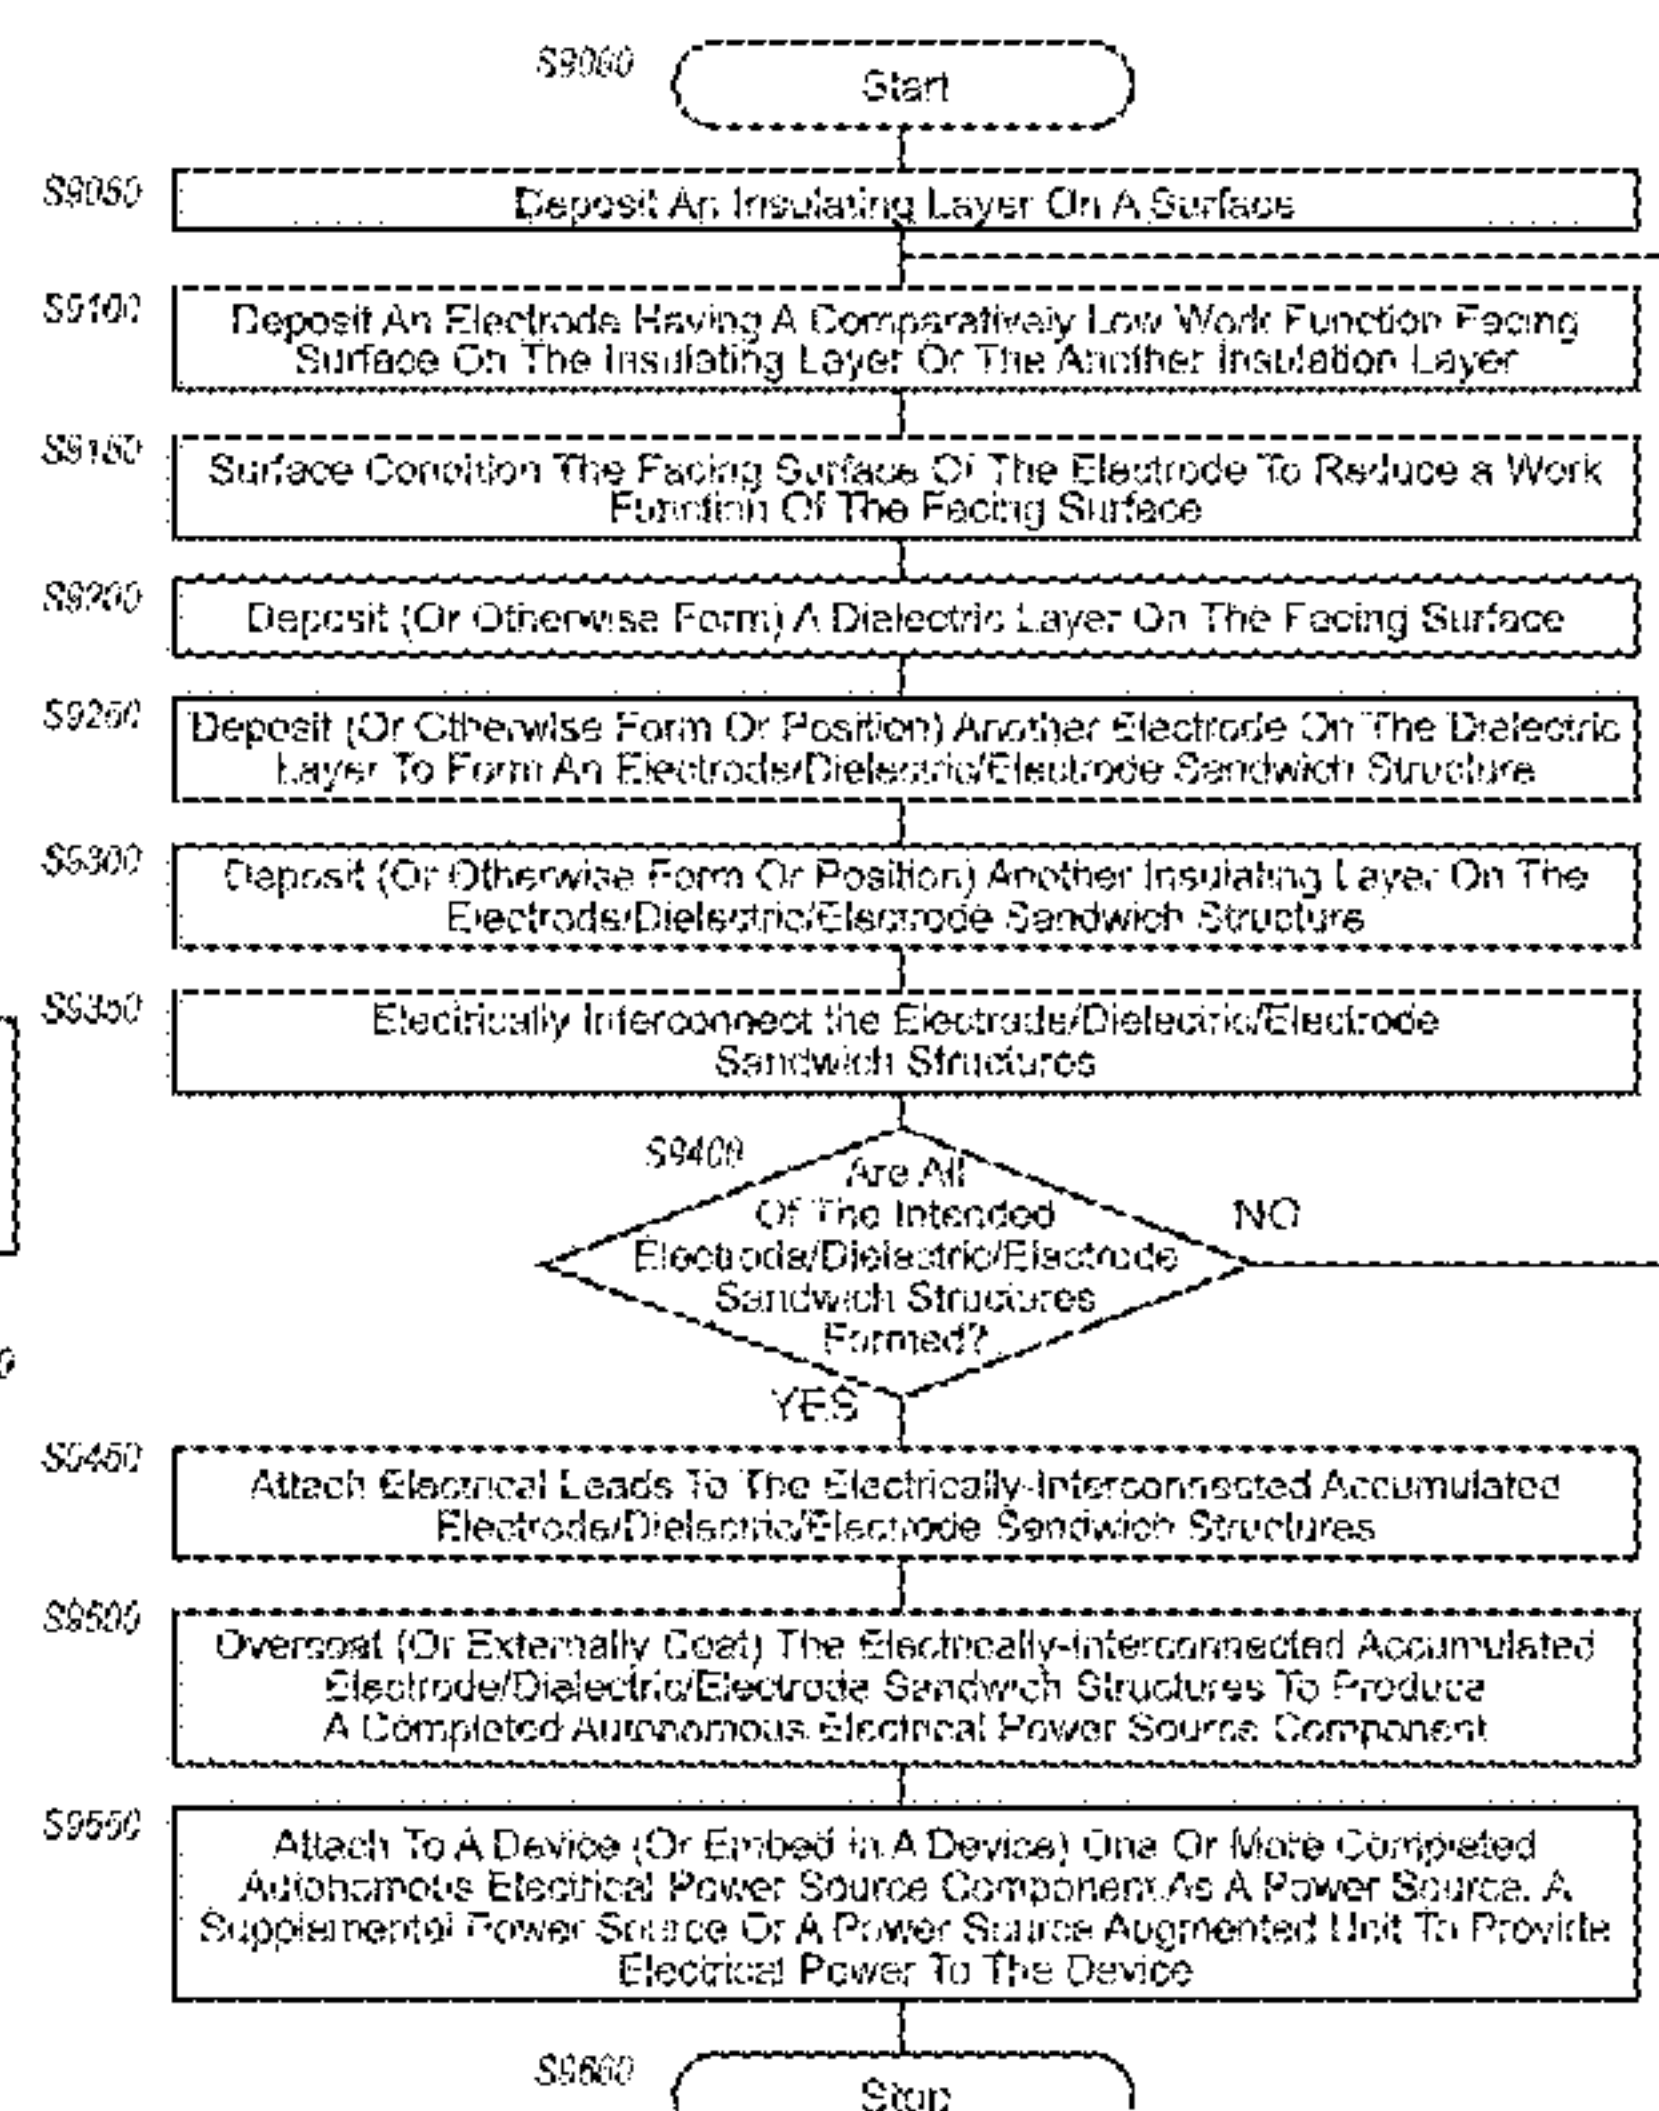 S9000
Start
S9050
Deposit An Insulating Layer On A Surface
S9100
Deposit An Electrode Having A Comparatively Low Work Function Facing
Surface On The Insulating Layer Or The Another Insulation Layer
S9150
Surface Condition The Facing Surface Of The Electrode To Reduce a Work
Function Of The Facing Surface
S9200
Deposit (Or Otherwise Form) A Dielectric Layer On The Facing Surface
S9250
Deposit (Or Otherwise Form Or Position) Another Electrode On The Dielectric
Layer To Form An Electrode/Dielectric/Electrode Sandwich Structure
S9300
Deposit (Or Otherwise Form Or Position) Another Insulating Layer On The
Electrode/Dielectric/Electrode Sandwich Structure
S9350
Electrically Interconnect the Electrode/Dielectric/Electrode
Sandwich Structures
S9400
Are All
Of The Intended
Electrode/Dielectric/Electrode
Sandwich Structures
Formed?
NO
YES
S9450
Attach Electrical Leads To The Electrically-Interconnected Accumulated
Electrode/Dielectric/Electrode Sandwich Structures
S9500
Overcoat (Or Externally Coat) The Electrically-Interconnected Accumulated
Electrode/Dielectric/Electrode Sandwich Structures To Produce
A Completed Autonomous Electrical Power Source Component
S9550
Attach To A Device (Or Embed In A Device) One Or More Completed
Autonomous Electrical Power Source Component As A Power Source, A
Supplemental Power Source Or A Power Source Augmented Unit To Provide
Electrical Power To The Device
S9600
Stop